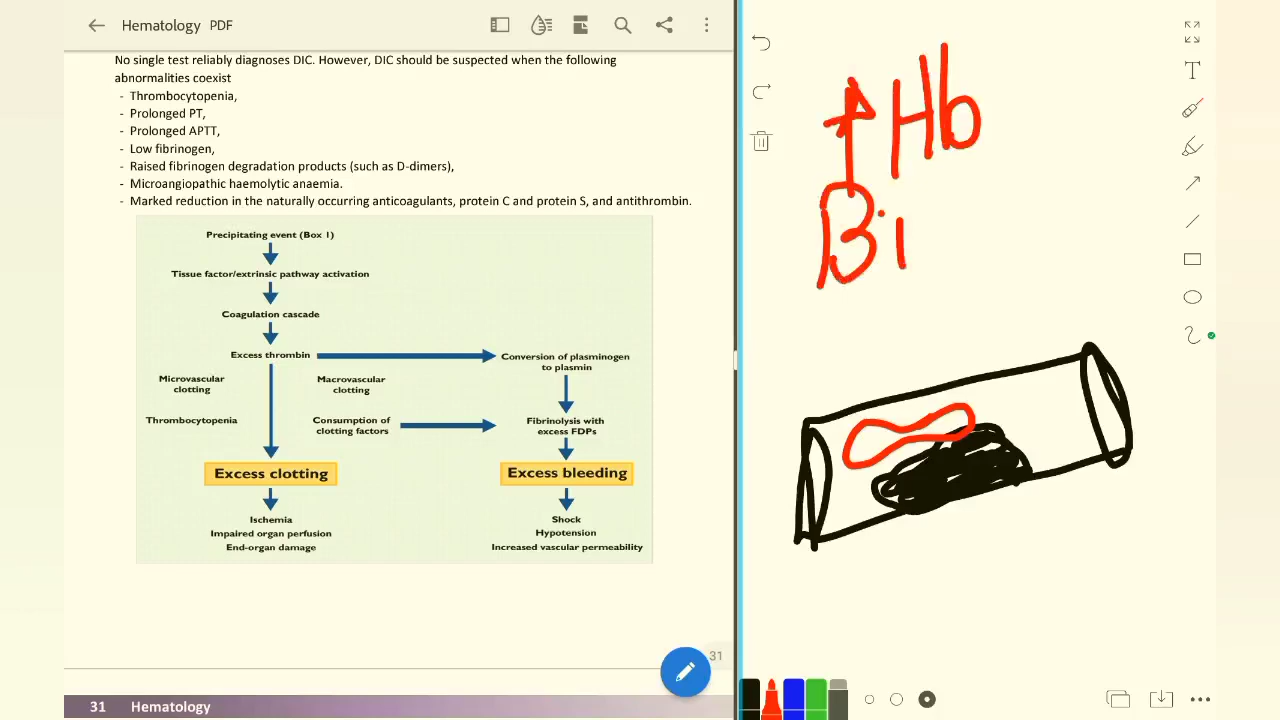 Hematology PDF
No single test reliably diagnoses DIC. However, DIC should be suspected when the following
abnormalities coexist
- Thrombocytopenia,
- Prolonged PT,
- Prolonged APTT,
- Low fibrinogen,
- Raised fibrinogen degradation products (such as D-dimers),
- Microangiopathic haemolytic anaemia.
- Marked reduction in the naturally occurring anticoagulants, protein C and protein S, and antithrombin.
Precipitating event (Box 1)
Tissue factor/extrinsic pathway activation
Coagulation cascade
Excess thrombin
Conversion of plasminogen
to plasmin
Microvascular
clotting
Macrovascular
clotting
Thrombocytopenia
Consumption of
clotting factors
Fibrinolysis with
excess FDPs
Excess clotting
Excess bleeding
Ischemia
Impaired organ perfusion
End-organ damage
Shock
Hypotension
Increased vascular permeability
31
31 Hematology
Hb
Bi
T